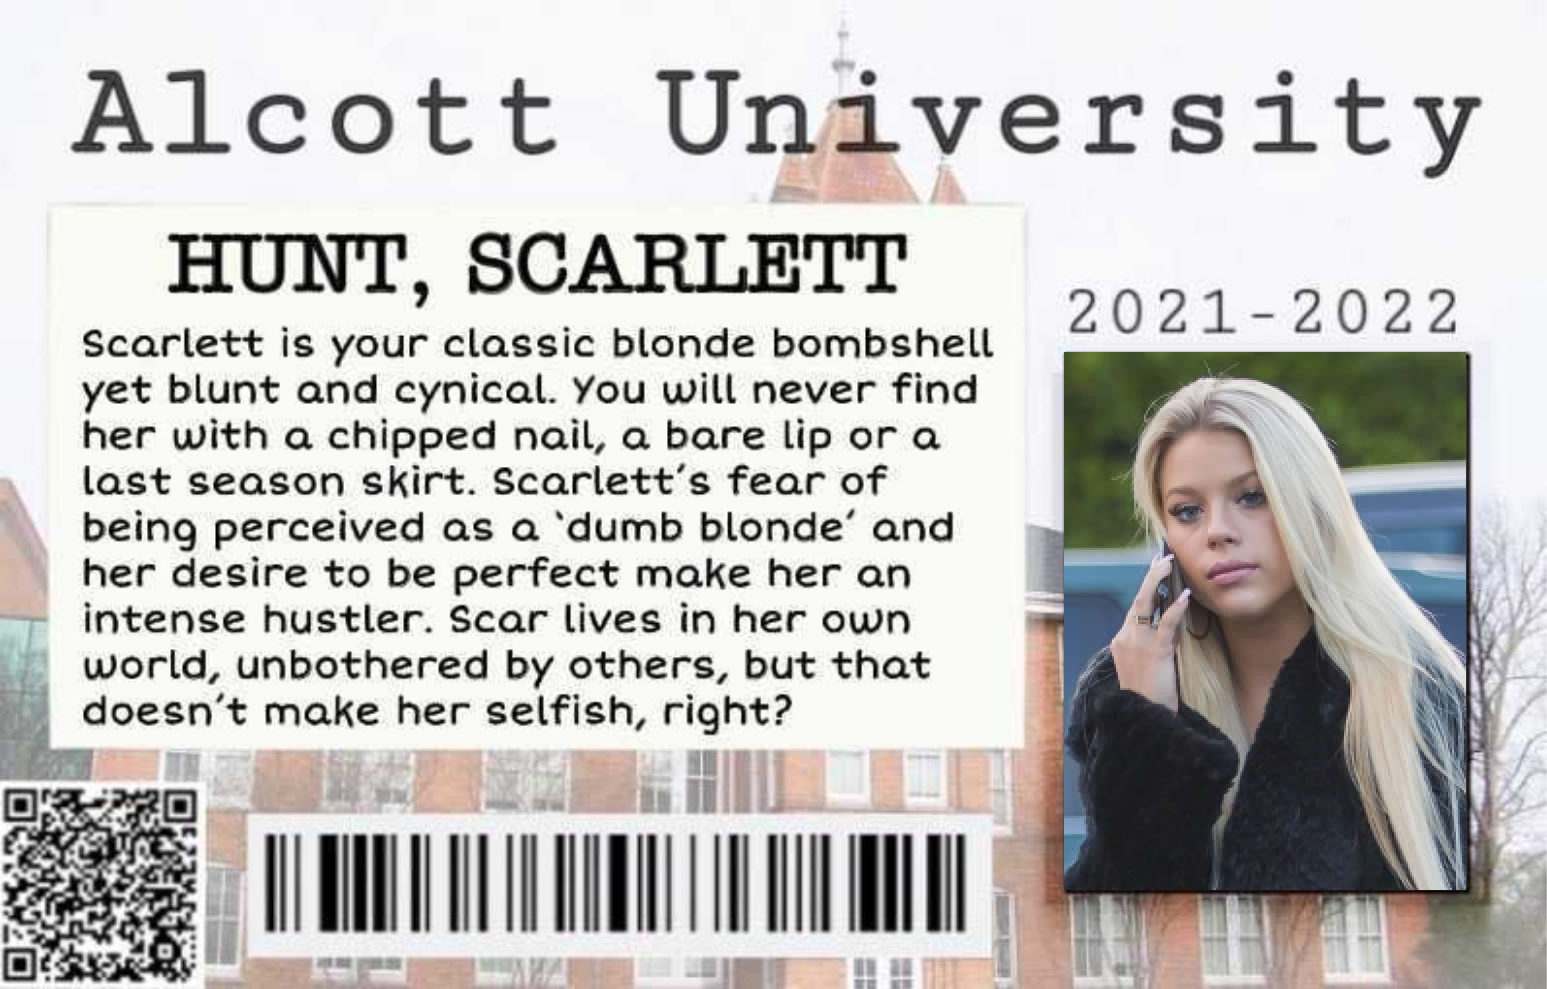 Alcott University
HUNT, SCARLETT
Scarlett is your classic blonde bombshell
yet blunt and cynical. You will never find
her with a chipped nail, a bare lip or a
last season skirt. Scarlett's fear of
being perceived as a 'dumb blonde' and
her desire to be perfect make her an
intense hustler. Scar lives in her own
world, unbothered by others, but that
doesn't make her selfish, right?
2021-2022